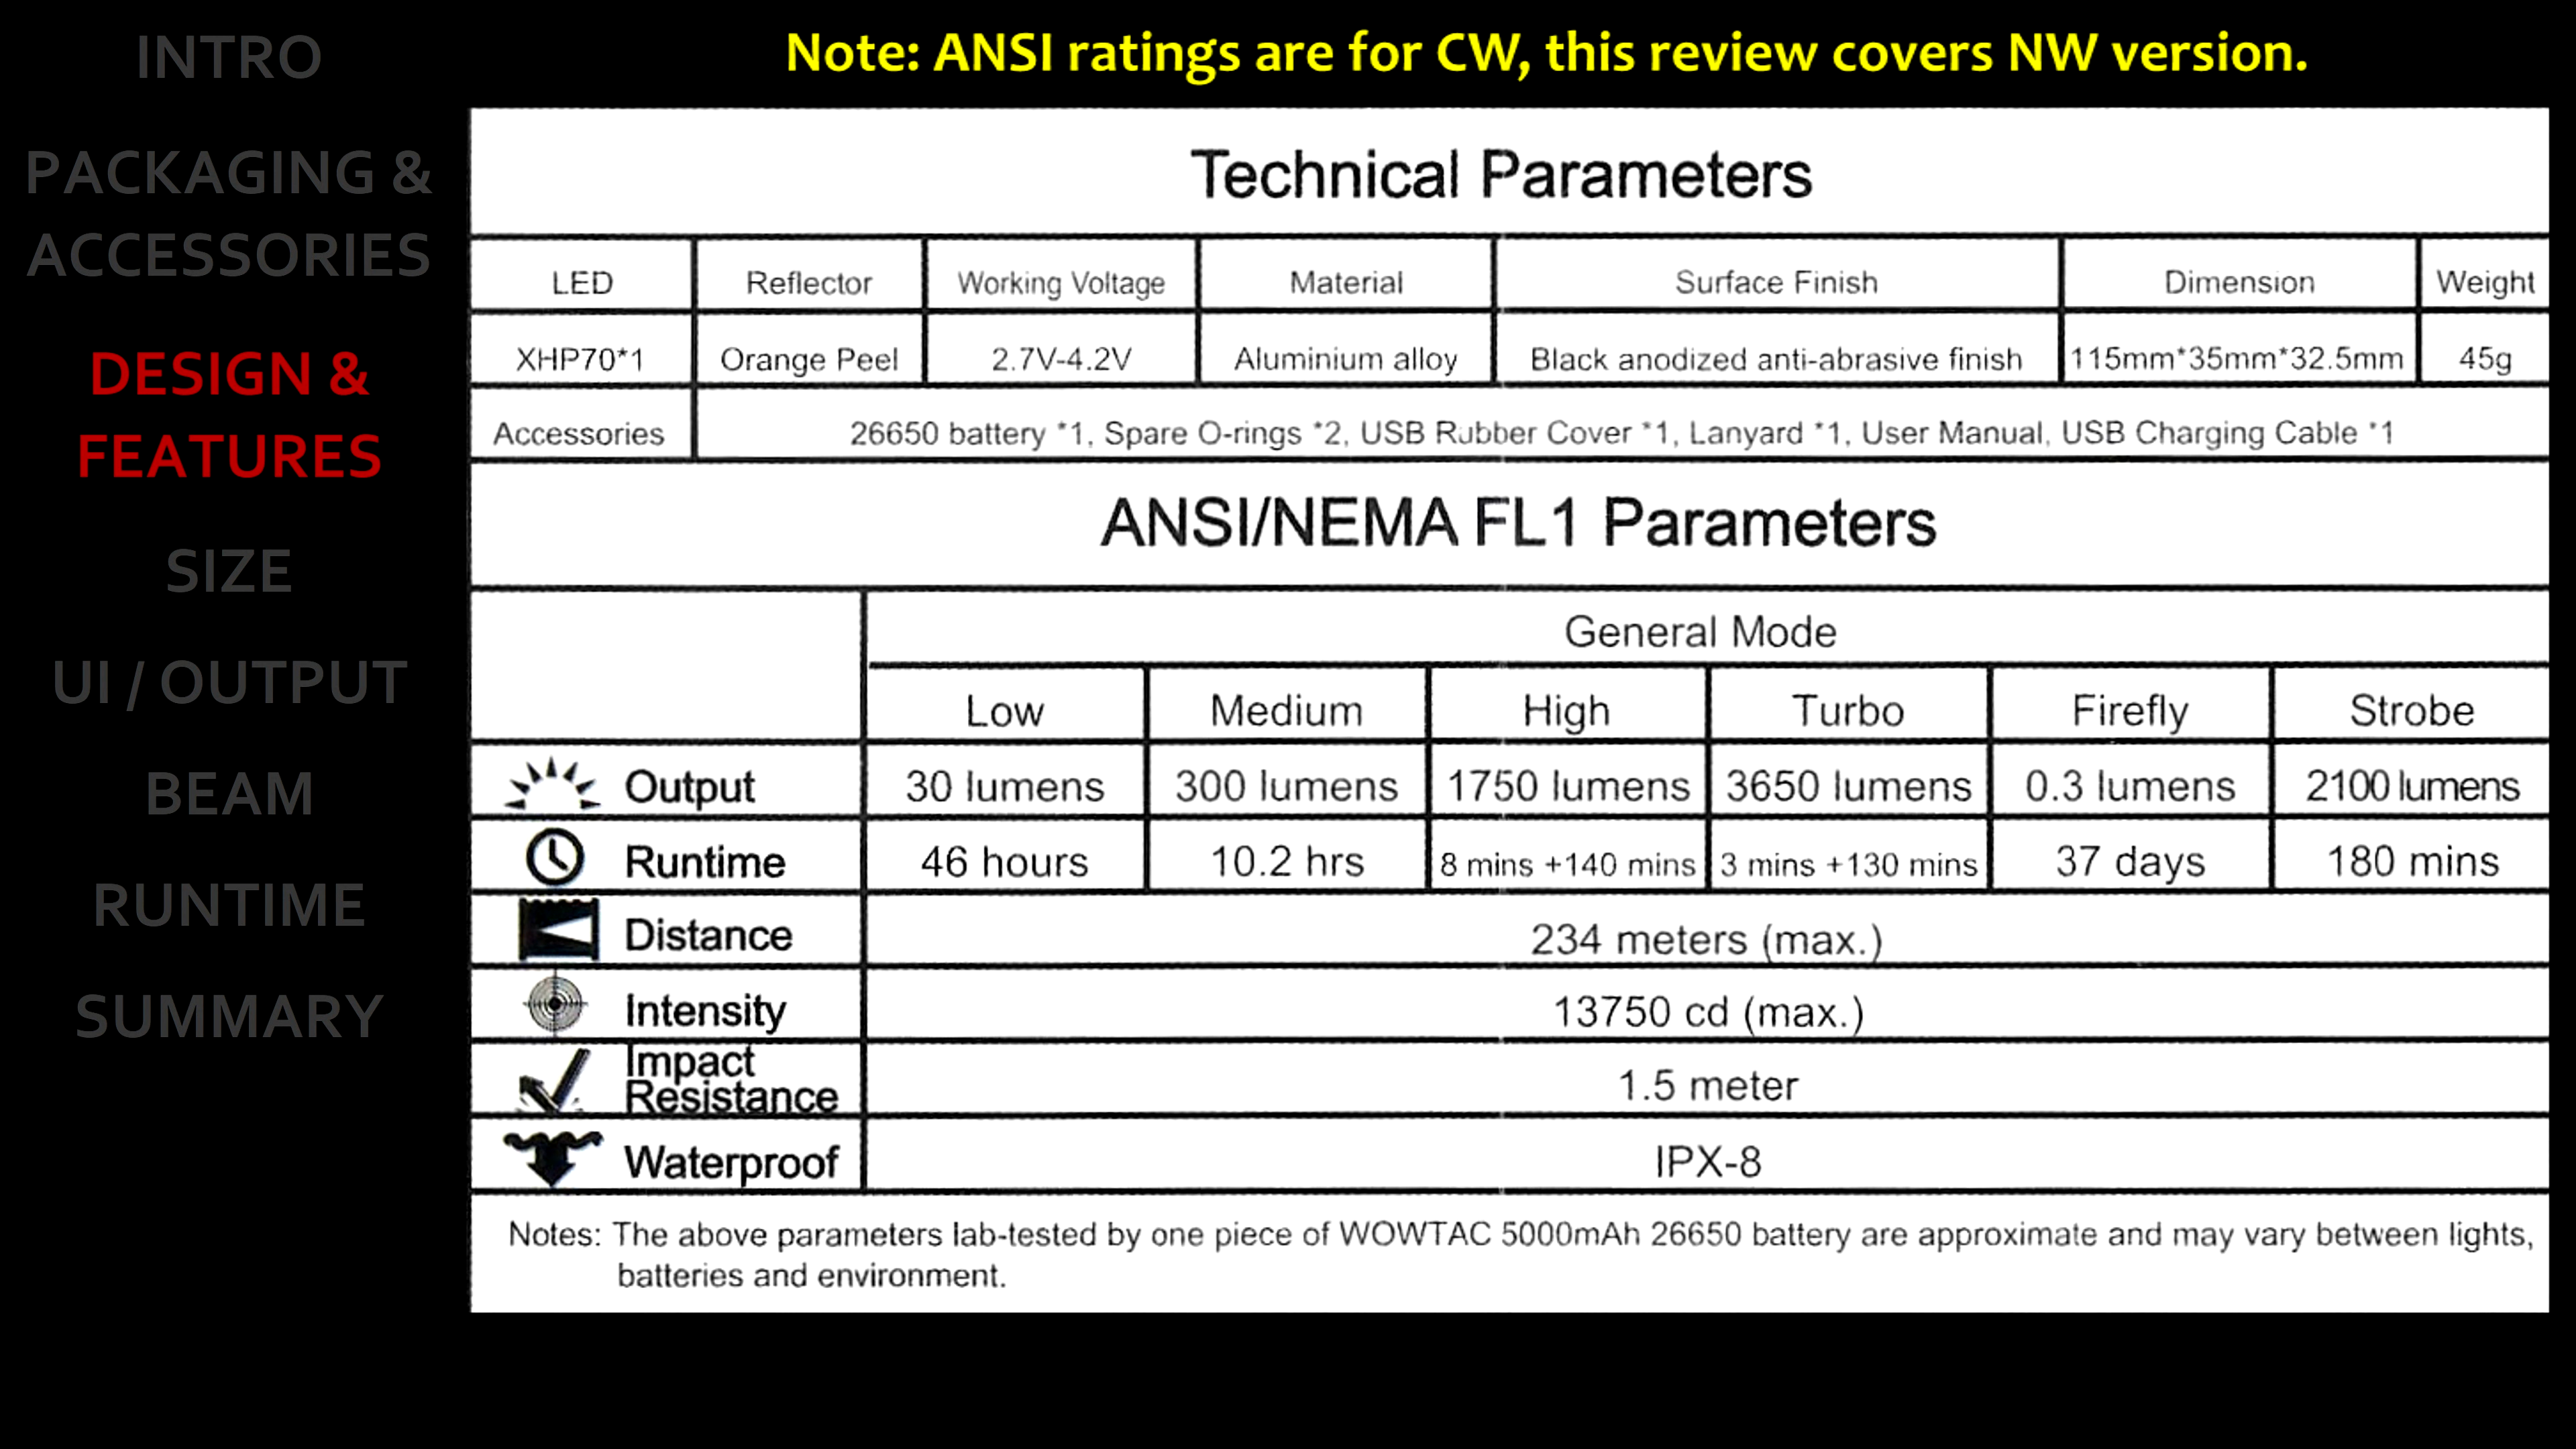 INTRO
PACKAGING &
ACCESSORIES
DESIGN &
FEATURES
SIZE
UI / OUTPUT
BEAM
RUNTIME
SUMMARY
Note: ANSI ratings are for CW, this review covers NW version.
Technical Parameters
LED Reflector Working Voltage Material Surface Finish Dimension Weight
XHP70*1 Orange Peel 2.7V-4.2V Aluminium alloy Black anodized anti-abrasive finish 115mm*35mm*32.5mm 45g
Accessories 26650 battery *1, Spare O-rings *2, USB Rubber Cover *1, Lanyard *1, User Manual, USB Charging Cable *1
ANSI/NEMA FL1 Parameters
General Mode
Low Medium High Turbo Firefly Strobe
Output 30 lumens 300 lumens 1750 lumens 3650 lumens 0.3 lumens 2100 lumens
Runtime 46 hours 10.2 hrs 8 mins +140 mins 3 mins +130 mins 37 days 180 mins
Distance 234 meters (max.)
Intensity 13750 cd (max.)
Impact
Resistance 1.5 meter
Waterproof IPX-8
Notes: The above parameters lab-tested by one piece of WOWTAC 5000mAh 26650 battery are approximate and may vary between lights,
batteries and environment.